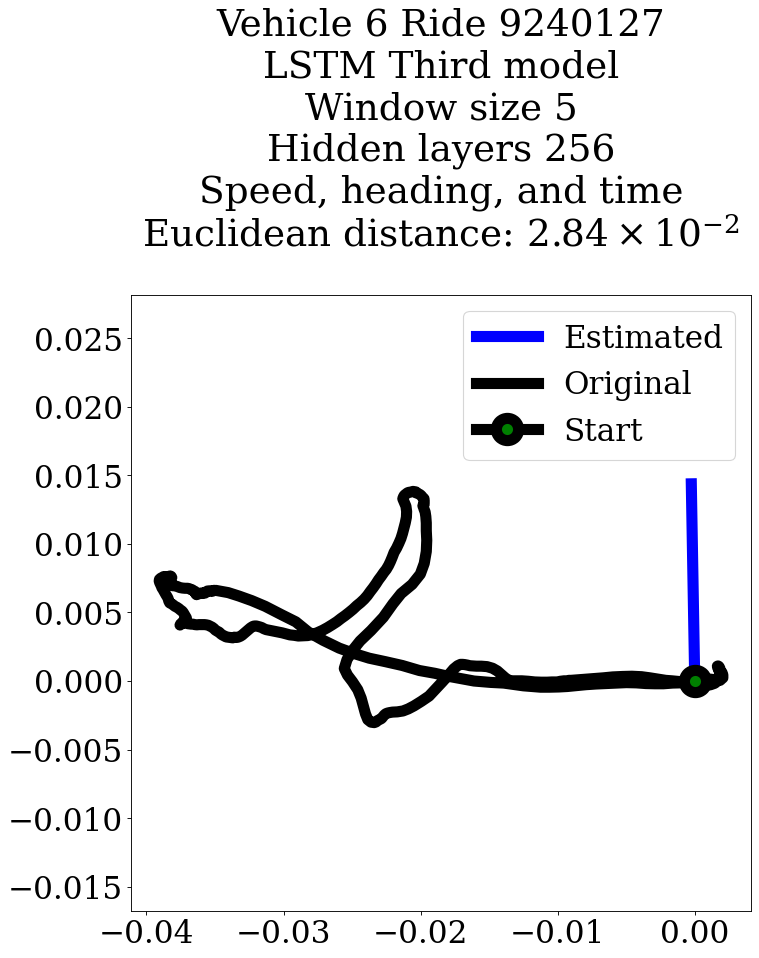 Vehicle 6 Ride 9240127
LSTM Third model
Window size 5
Hidden layers 256
Speed, heading, and time
Euclidean distance: 2.84 × 10⁻²
Estimated
Original
Start
0.025
0.020
0.015
0.010
0.005
0.000
−0.005
−0.010
−0.015
−0.04 −0.03 −0.02 −0.01 0.00